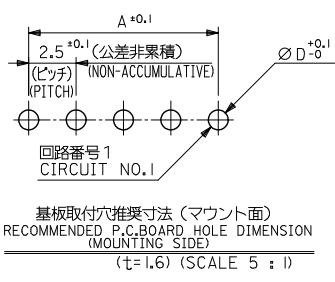 A ±0.1
2.5 ±0.1 (公差非累積)
(ピッチ) (NON-ACCUMULATIVE)
(PITCH)
Ø D +0.1 -0
回路番号1
CIRCUIT NO.1
基板取付穴推奨寸法 (マウント面)
RECOMMENDED P.C.BOARD HOLE DIMENSION
(MOUNTING SIDE)
(t=1.6) (SCALE 5 : 1)